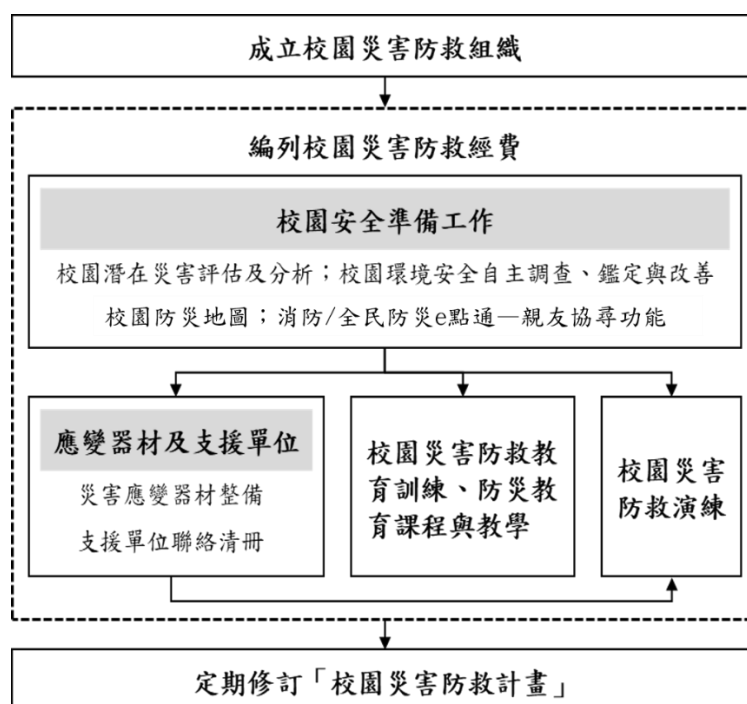 成立校園災害防救組織
編列校園災害防救經費
校園安全準備工作
校園潛在災害評估及分析；校園環境安全自主調查、鑑定與改善
校園防災地圖；消防/全民防災e點通—親友協尋功能
應變器材及支援單位
災害應變器材整備
支援單位聯絡清冊
校園災害防救教
育訓練、防災教
育課程與教學
校園災害
防救演練
定期修訂「校園災害防救計畫」